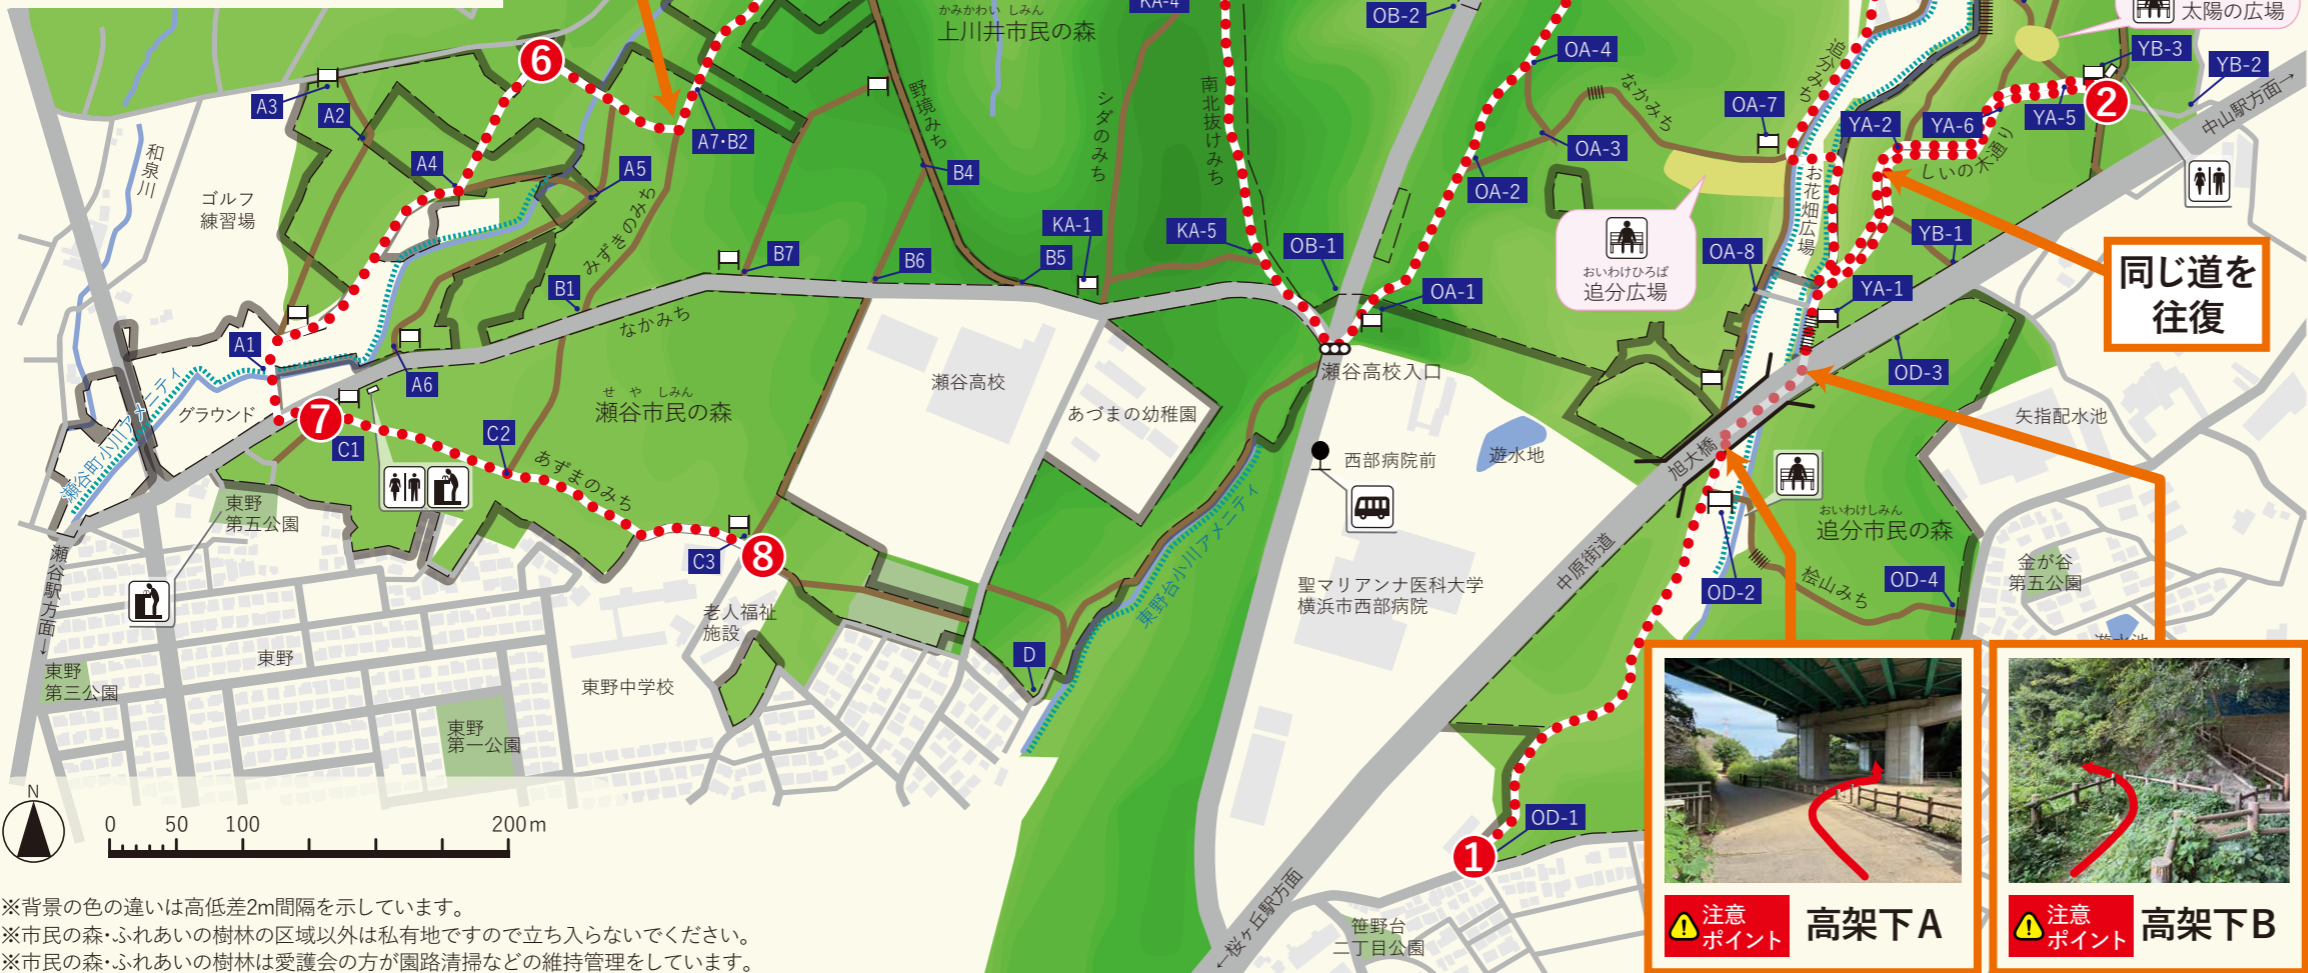 かみかわい しみん
上川井市民の森
KA-4
OB-2
太陽の広場
YB-3
YB-2
中山駅方面→
OA-4
追分みち
6
A3
A2
A4
A5
A7・B2
和泉川
ゴルフ
練習場
みずきのみち
野境みち
B4
シダのみち
南北抜けみち
なかみち
OA-7
OA-3
OA-2
YA-2
YA-6
YA-5
2
しいの木通り
お花畑広場
KA-1
KA-5
B5
B6
B7
B1
なかみち
OB-1
OA-1
おいわけひろば
追分広場
OA-8
YB-1
YA-1
同じ道を
往復
A1
A6
グラウンド
瀬谷町小川アメニティ
7
C1
C2
あずまのみち
せや しみん
瀬谷市民の森
瀬谷高校
あづまの幼稚園
瀬谷高校入口
OD-3
矢指配水池
西部病院前
遊水地
旭大橋
東野
第五公園
瀬谷駅方面→
C3
8
老人福祉
施設
東野台小川アメニティ
聖マリアンナ医科大学
横浜市西部病院
中原街道
おいわけしみん
追分市民の森
OD-2
桧山みち
OD-4
金が谷
第五公園
遊水池
東野
第三公園
東野
東野中学校
D
東野
第一公園
N
0 50 100 200m
OD-1
1
←桜ヶ丘駅方面
笹野台
二丁目公園
注意
ポイント
高架下A
注意
ポイント
高架下B
※背景の色の違いは高低差2m間隔を示しています。
※市民の森・ふれあいの樹林の区域以外は私有地ですので立ち入らないでください。
※市民の森・ふれあいの樹林は愛護会の方が園路清掃などの維持管理をしています。